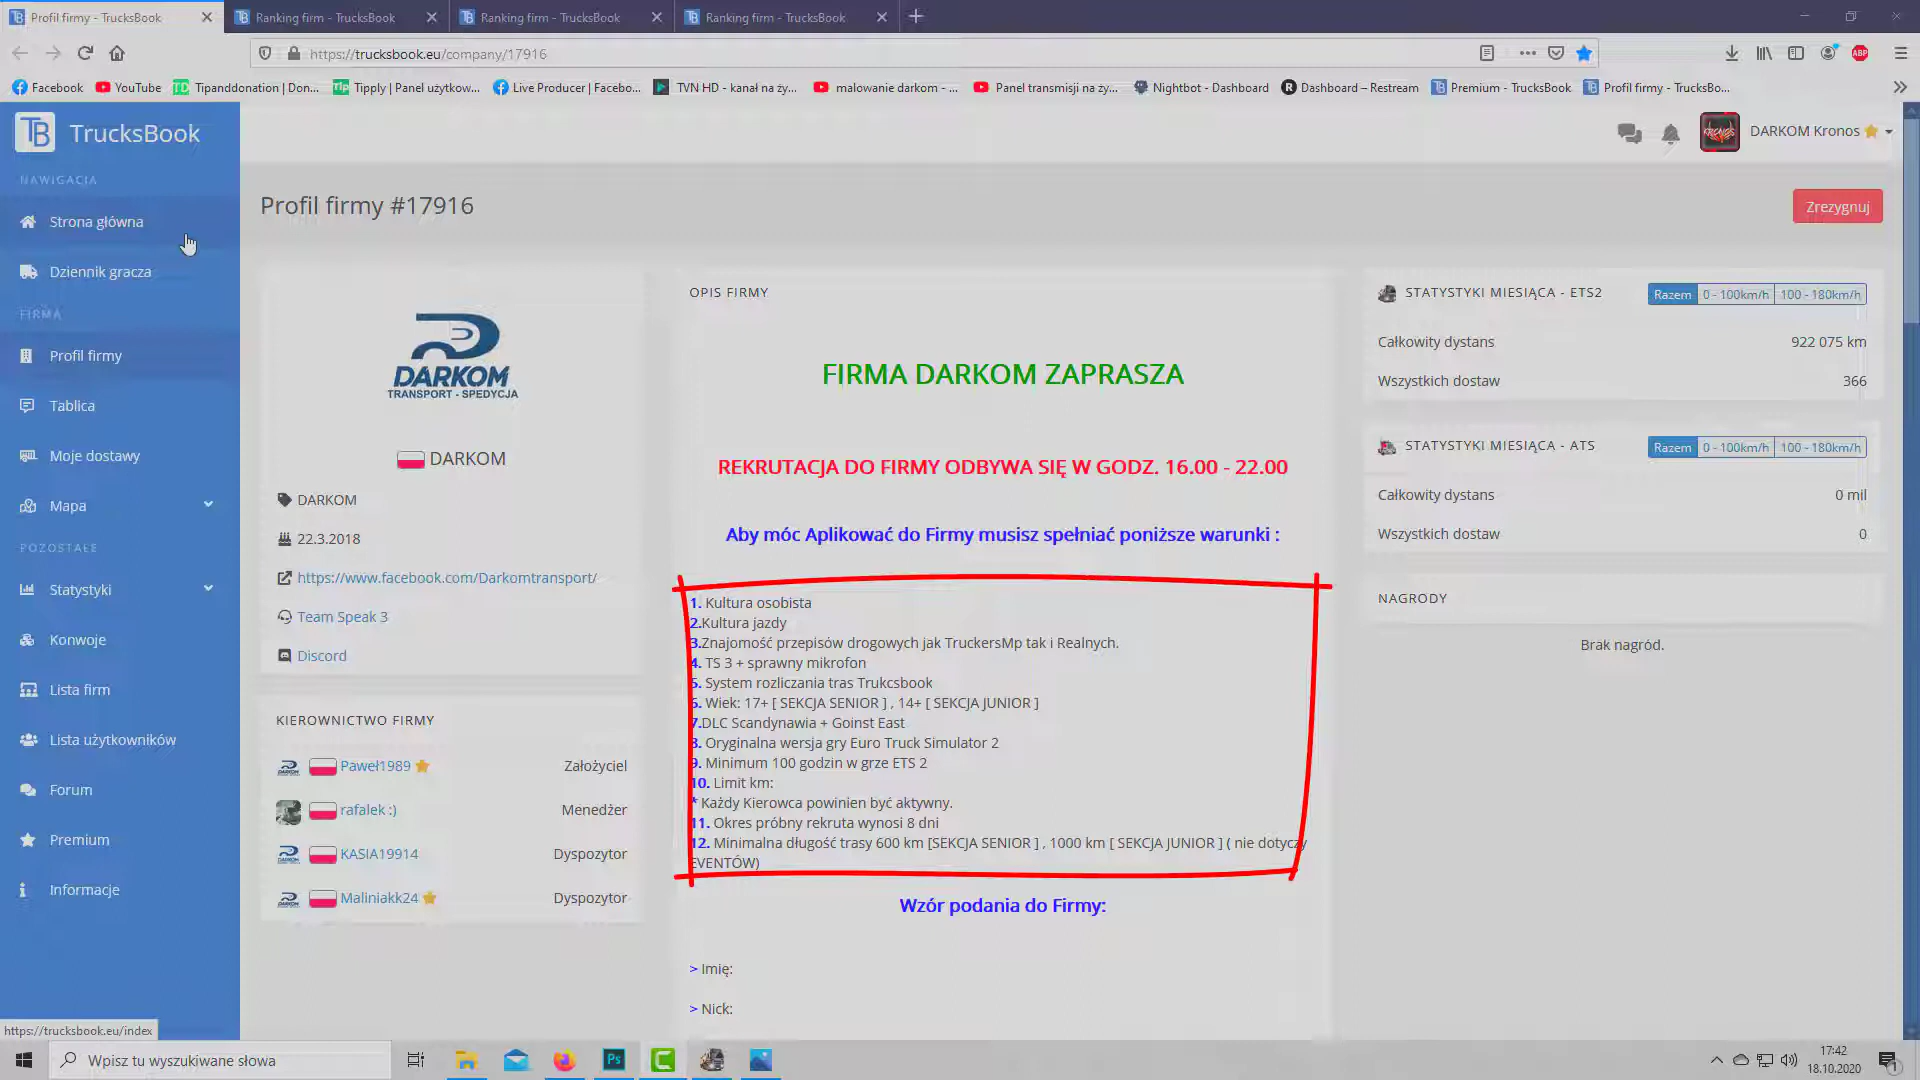 Profil firmy - TrucksBook
Ranking firm - TrucksBook
Ranking firm - TrucksBook
Ranking firm - TrucksBook
https://trucksbook.eu/company/17916
ABP
Facebook
YouTube
TD
Tipanddonation | Don...
Tip
Tipply | Panel użytkow...
Live Producer | Facebo...
TVN HD - kanał na ży...
malowanie darkom - ...
Panel transmisji na ży...
Nightbot - Dashboard
Dashboard – Restream
Premium - TrucksBook
Profil firmy - TrucksBo...
TB TrucksBook
KRONOS
DARKOM Kronos
NAWIGACJA
Strona główna
Dziennik gracza
FIRMA
Profil firmy
Tablica
Moje dostawy
Mapa
POZOSTAŁE
Statystyki
Konwoje
Lista firm
Lista użytkowników
Forum
Premium
Informacje
https://trucksbook.eu/index
Profil firmy #17916
Zrezygnuj
DARKOM
TRANSPORT - SPEDYCJA
DARKOM
DARKOM
22.3.2018
https://www.facebook.com/Darkomtransport/
Team Speak 3
Discord
KIEROWNICTWO FIRMY
Paweł1989 Założyciel
rafalek :) Menedżer
KASIA19914 Dyspozytor
Maliniakk24 Dyspozytor
OPIS FIRMY
FIRMA DARKOM ZAPRASZA
REKRUTACJA DO FIRMY ODBYWA SIĘ W GODZ. 16.00 - 22.00
Aby móc Aplikować do Firmy musisz spełniać poniższe warunki :
1. Kultura osobista
2.Kultura jazdy
3.Znajomość przepisów drogowych jak TruckersMp tak i Realnych.
4. TS 3 + sprawny mikrofon
5. System rozliczania tras Trukcsbook
6. Wiek: 17+ [ SEKCJA SENIOR ] , 14+ [ SEKCJA JUNIOR ]
7.DLC Scandynawia + Goinst East
8. Oryginalna wersja gry Euro Truck Simulator 2
9. Minimum 100 godzin w grze ETS 2
10. Limit km:
* Każdy Kierowca powinien być aktywny.
11. Okres próbny rekruta wynosi 8 dni
12. Minimalna długość trasy 600 km [SEKCJA SENIOR ] , 1000 km [ SEKCJA JUNIOR ] ( nie dotyczy
EVENTÓW)
Wzór podania do Firmy:
> Imię:
> Nick:
STATYSTYKI MIESIĄCA - ETS2
Razem 0 - 100km/h 100 - 180km/h
Całkowity dystans 922 075 km
Wszystkich dostaw 366
STATYSTYKI MIESIĄCA - ATS
Razem 0 - 100km/h 100 - 180km/h
Całkowity dystans 0 mil
Wszystkich dostaw 0
NAGRODY
Brak nagród.
Wpisz tu wyszukiwane słowa
Ps
17:42
18.10.2020
1